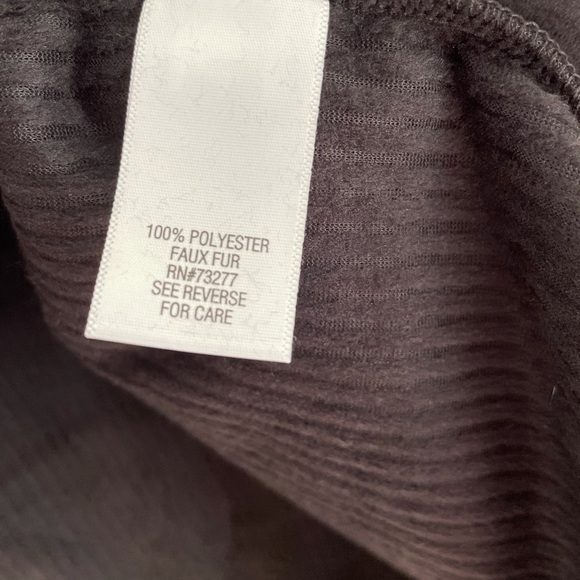 100% POLYESTER
FAUX FUR
RN#73277
SEE REVERSE
FOR CARE